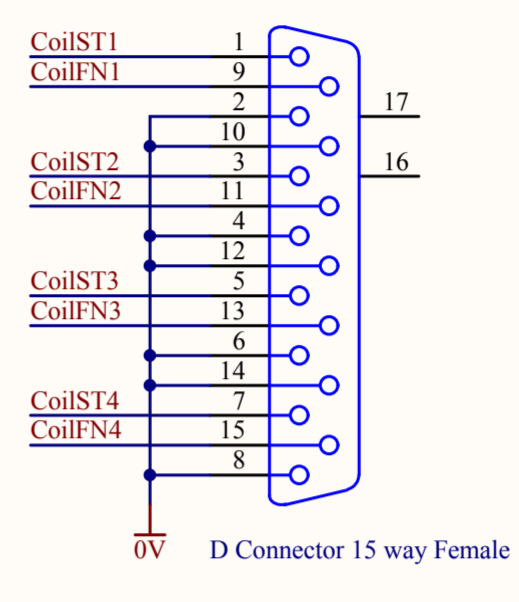 CoilST1 1
CoilFN1 9
2 17
10
CoilST2 3 16
CoilFN2 11
4
12
CoilST3 5
CoilFN3 13
6
14
CoilST4 7
CoilFN4 15
8
0V D Connector 15 way Female